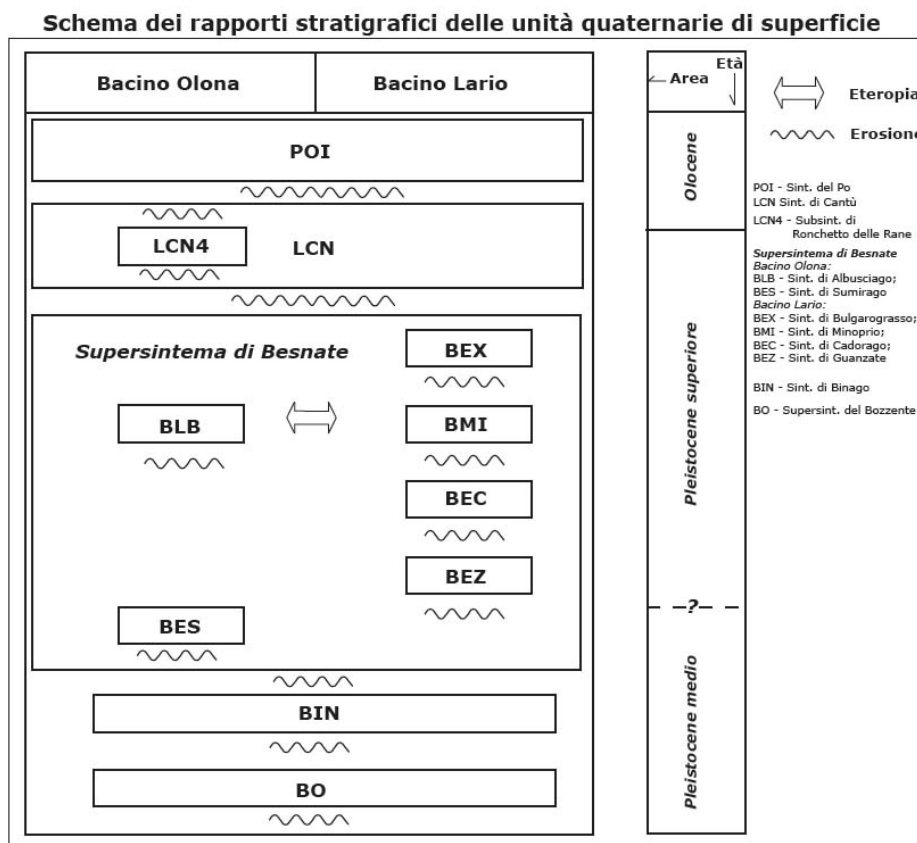 Schema dei rapporti stratigrafici delle unità quaternarie di superficie
Bacino Olona
Bacino Lario
POI
LCN4
LCN
Supersintema di Besnate
BEX
BLB
BMI
BEC
BEZ
BES
BIN
BO
Età
Area
Olocene
Pleistocene superiore
?
Pleistocene medio
Eteropia
Erosione
POI - Sint. del Po
LCN Sint. di Cantù
LCN4 - Subsint. di
Ronchetto delle Rane
Supersintema di Besnate
Bacino Olona:
BLB - Sint. di Albusciago;
BES - Sint. di Sumirago
Bacino Lario:
BEX - Sint. di Bulgarograsso;
BMI - Sint. di Minoprio;
BEC - Sint. di Cadorago;
BEZ - Sint. di Guanzate
BIN - Sint. di Binago
BO - Supersint. del Bozzente